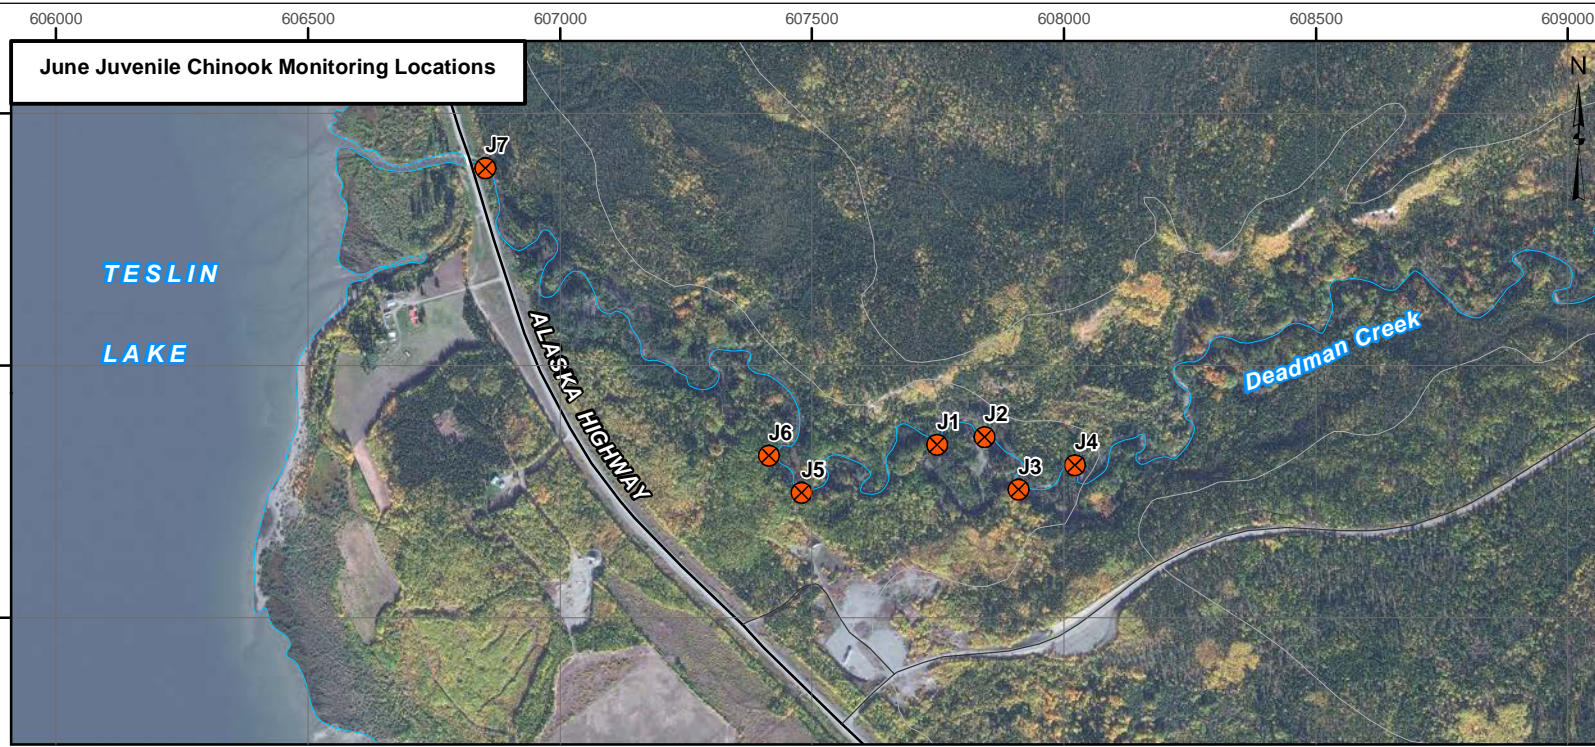 606000 606500 607000 607500 608000 608500 609000
June Juvenile Chinook Monitoring Locations
N
J7
TESLIN
LAKE
ALASKA HIGHWAY
Deadman Creek
J1
J2
J6
J4
J5
J3